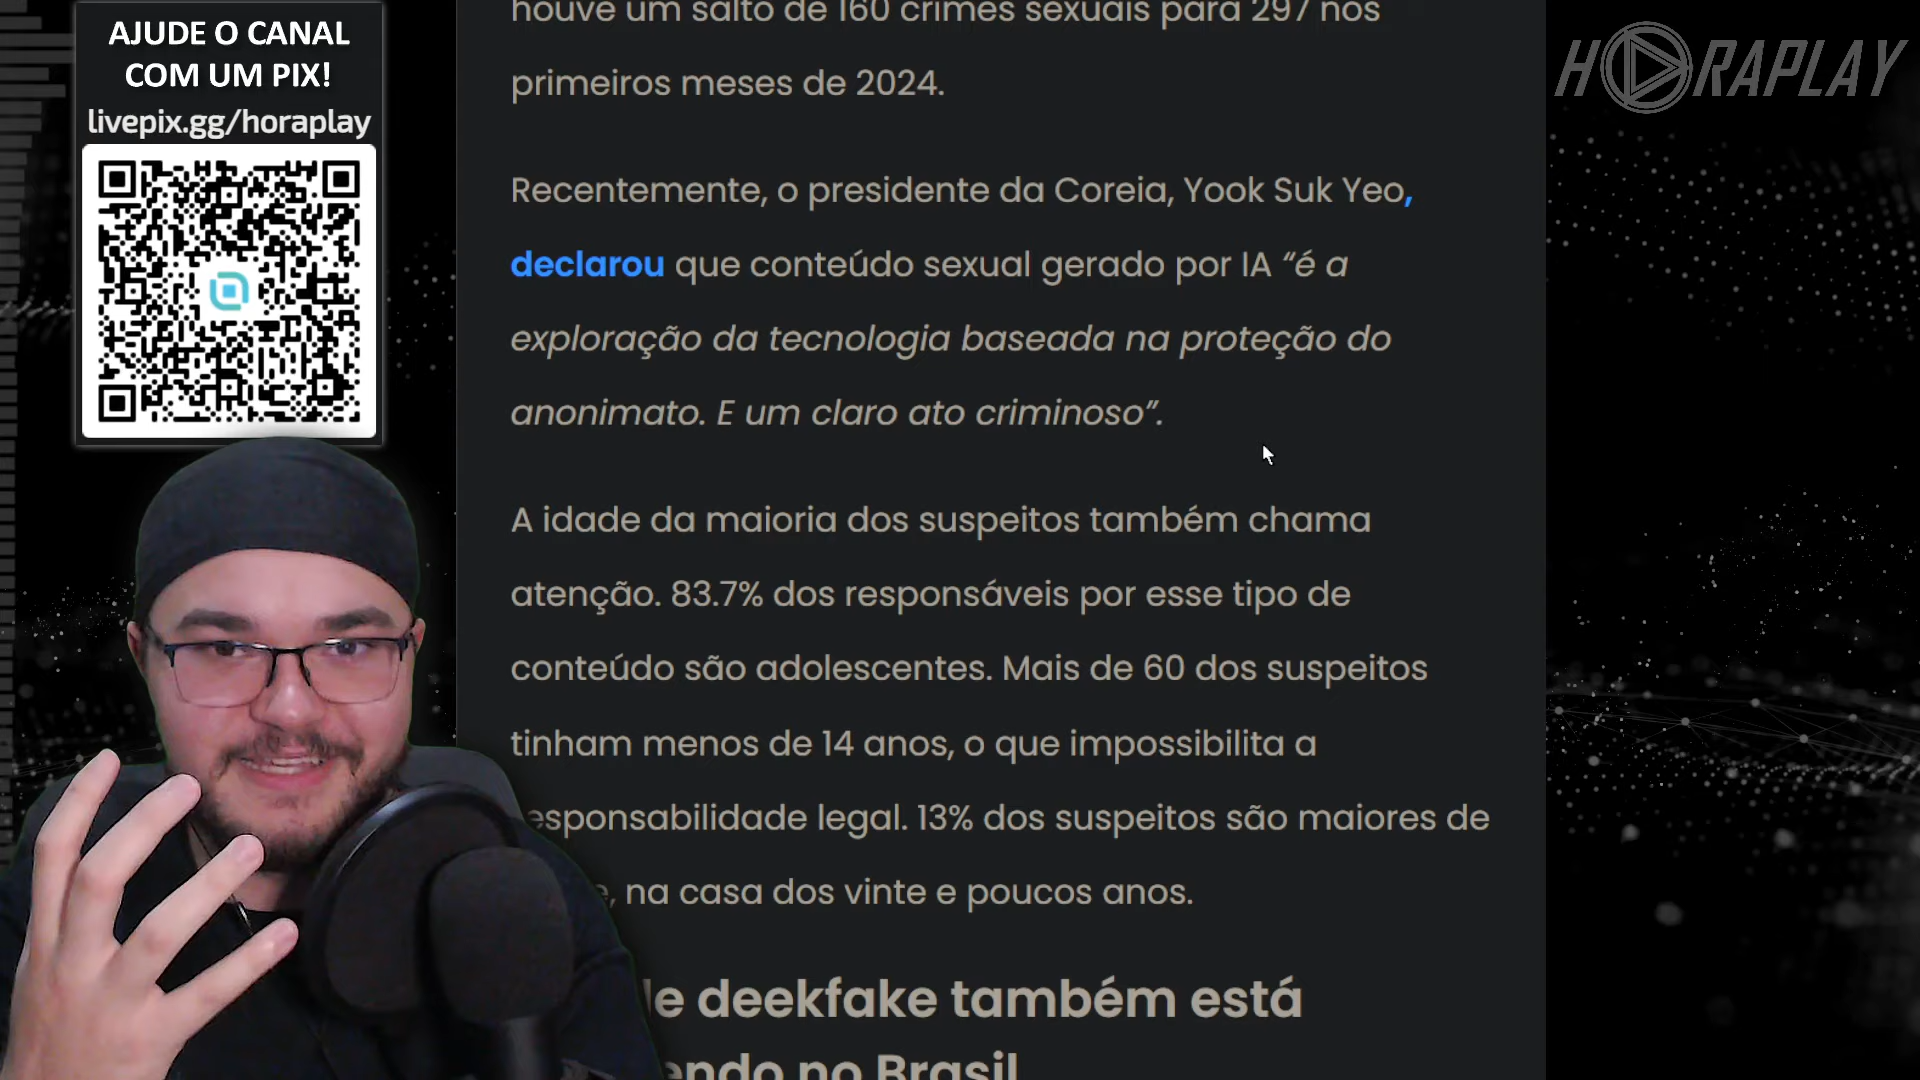 AJUDE O CANAL
COM UM PIX!
livepix.gg/horaplay
HORAPLAY
houve um salto de 160 crimes sexuais para 297 nos
primeiros meses de 2024.
Recentemente, o presidente da Coreia, Yook Suk Yeo,
declarou que conteúdo sexual gerado por IA “é a
exploração da tecnologia baseada na proteção do
anonimato. E um claro ato criminoso”.
A idade da maioria dos suspeitos também chama
atenção. 83.7% dos responsáveis por esse tipo de
conteúdo são adolescentes. Mais de 60 dos suspeitos
tinham menos de 14 anos, o que impossibilita a
esponsabilidade legal. 13% dos suspeitos são maiores de
, na casa dos vinte e poucos anos.
de deekfake também está
endo no Brasil